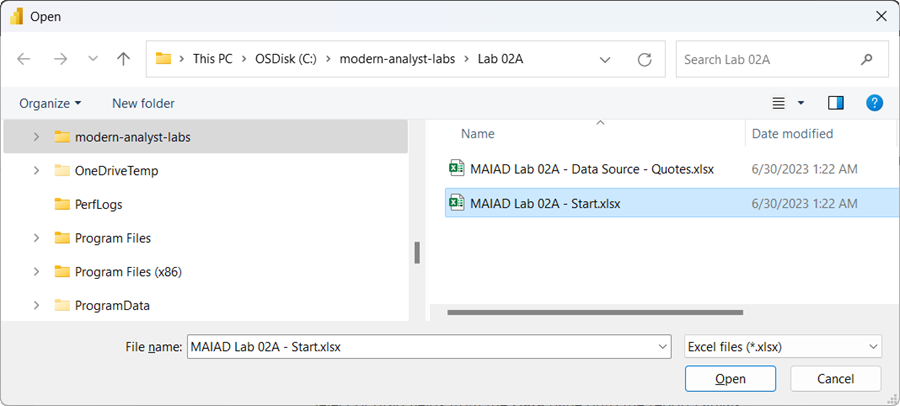 Open
This PC > OSDisk (C:) > modern-analyst-labs > Lab 02A
Search Lab 02A
Organize
New folder
?
modern-analyst-labs
OneDriveTemp
PerfLogs
Program Files
Program Files (x86)
ProgramData
Name Date modified
MAIAD Lab 02A - Data Source - Quotes.xlsx 6/30/2023 1:22 AM
MAIAD Lab 02A - Start.xlsx 6/30/2023 1:22 AM
File name: MAIAD Lab 02A - Start.xlsx
Excel files (*.xlsx)
Open
Cancel